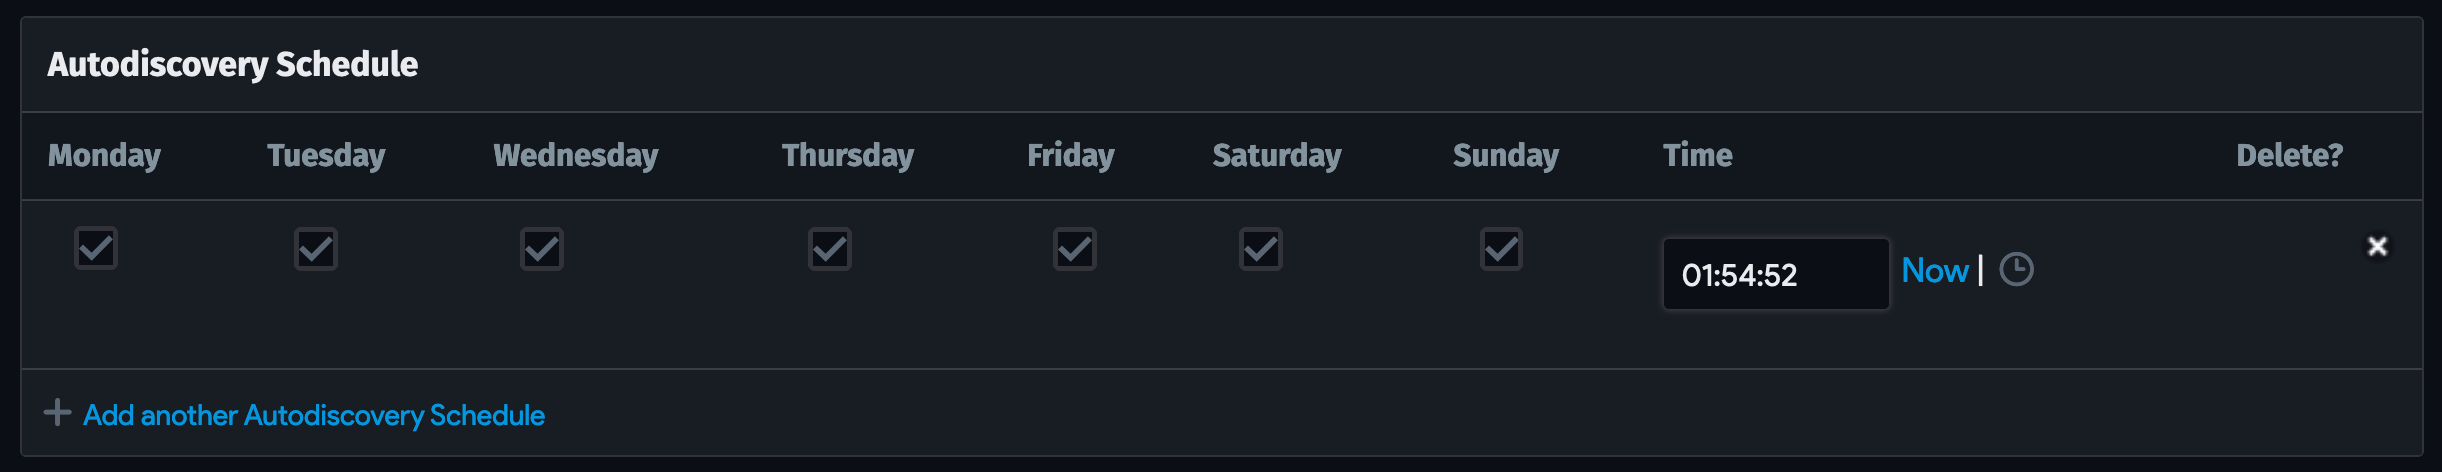 Autodiscovery Schedule
Monday Tuesday Wednesday Thursday Friday Saturday Sunday Time Delete?
01:54:52 Now |
Add another Autodiscovery Schedule